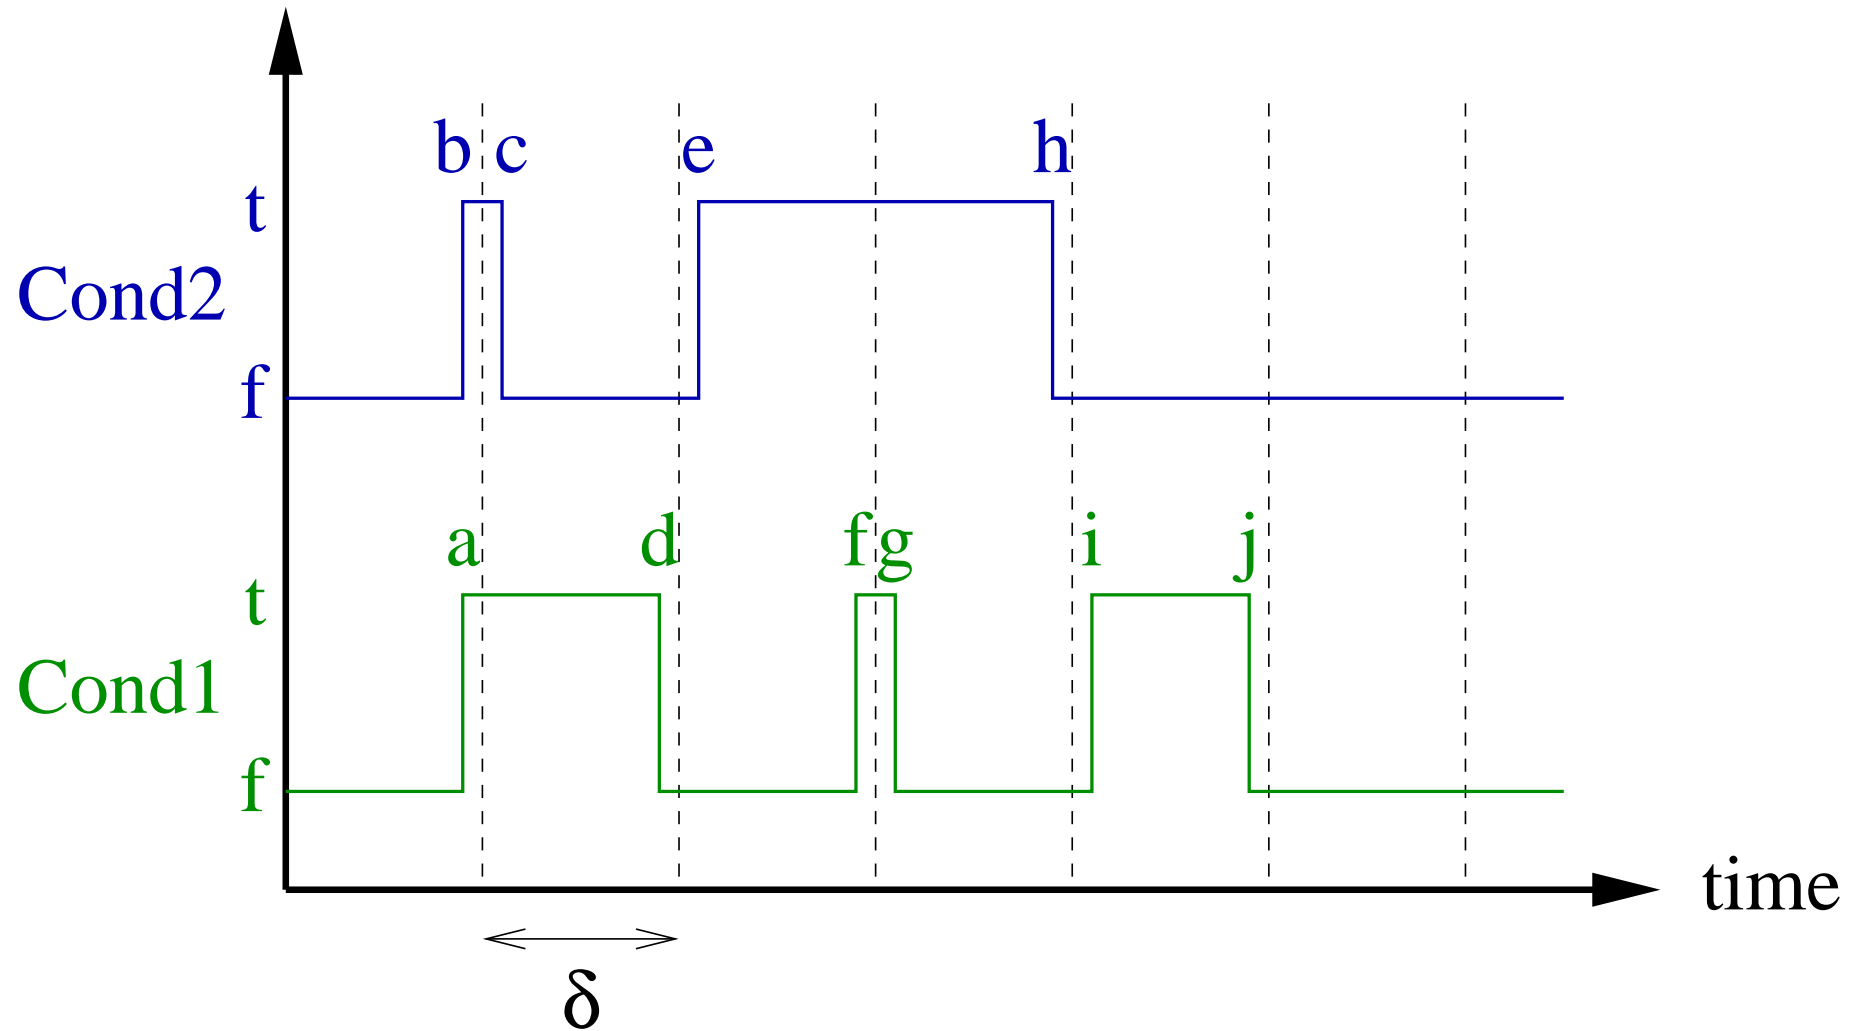 b c e h
t
Cond2
f
a d f g i j
t
Cond1
f
time
δ